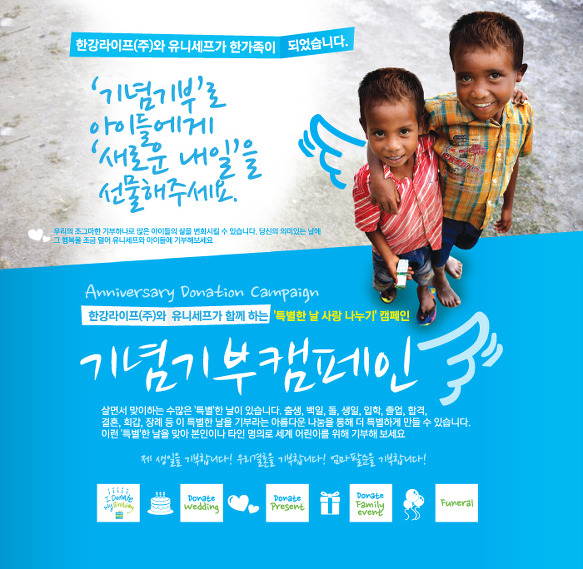 한강라이프(주)와 유니세프가 한가족이 되었습니다.
'기념기부'로
아이들에게
'새로운 내일'을
선물해주세요.
우리의 조그마한 기부하나로 많은 아이들의 삶을 변화시킬 수 있습니다. 당신의 의미있는 날에
그 행복을 조금 덜어 유니세프와 아이들에 기부해보세요
Anniversary Donation Campaign
한강라이프(주)와 유니세프가 함께 하는 '특별한 날 사랑 나누기' 캠페인
기념기부캠페인
살면서 맞이하는 수많은 '특별'한 날이 있습니다. 출생, 백일, 돌, 생일, 입학, 졸업, 합격,
결혼, 회갑, 장례 등 이 특별한 날을 기부라는 아름다운 나눔을 통해 더 특별하게 만들 수 있습니다.
이런 '특별'한 날을 맞아 본인이나 타인 명의로 세계 어린이를 위해 기부해 보세요
제 생일을 기부합니다! 우리결혼을 기부합니다! 엄마팔순을 기부합니다!
I Donate
My Birthday
Donate
Wedding
Donate
Present
Donate
Family
event
Funeral